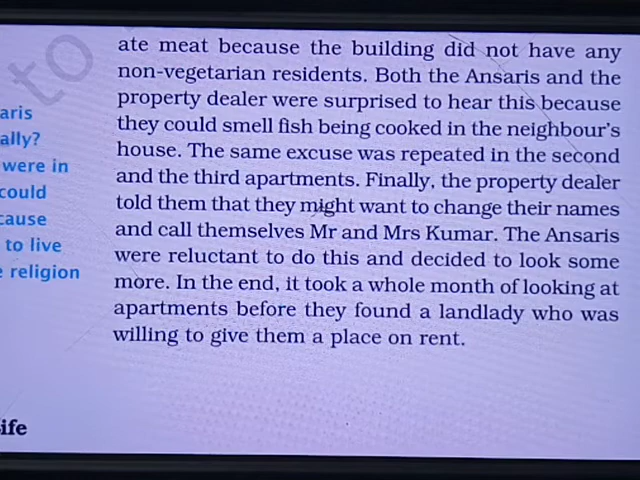 to
ate meat because the building did not have any
non-vegetarian residents. Both the Ansaris and the
property dealer were surprised to hear this because
they could smell fish being cooked in the neighbour's
house. The same excuse was repeated in the second
and the third apartments. Finally, the property dealer
told them that they might want to change their names
and call themselves Mr and Mrs Kumar. The Ansaris
were reluctant to do this and decided to look some
more. In the end, it took a whole month of looking at
apartments before they found a landlady who was
willing to give them a place on rent.
aris
ally?
were in
could
cause
to live
e religion
ife